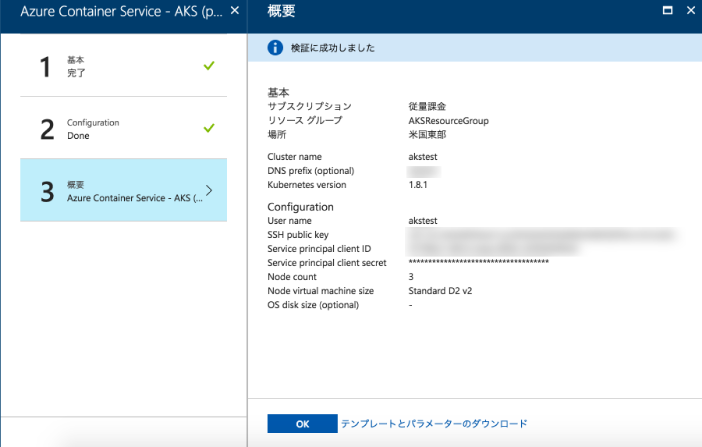 Azure Container Service - AKS (p...
1
基本
完了
2
Configuration
Done
3
概要
Azure Container Service - AKS (...
概要
検証に成功しました
基本
サブスクリプション 従量課金
リソース グループ AKSResourceGroup
場所 米国東部
Cluster name akstest
DNS prefix (optional)
Kubernetes version 1.8.1
Configuration
User name akstest
SSH public key
Service principal client ID
Service principal client secret ***********************************
Node count 3
Node virtual machine size Standard D2 v2
OS disk size (optional) -
OK テンプレートとパラメーターのダウンロード